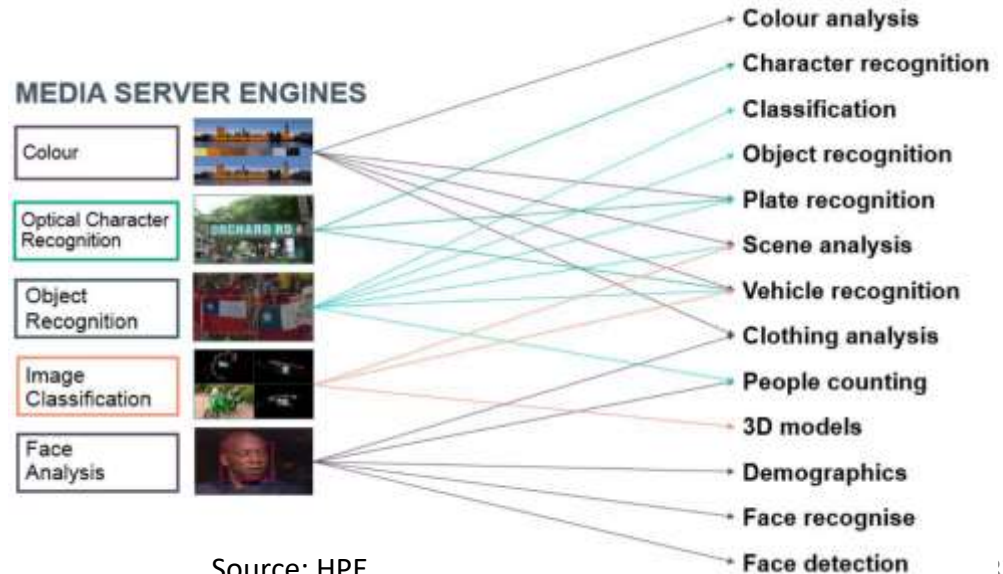 MEDIA SERVER ENGINES
Colour
Optical Character
Recognition
ORCHARD RD
Object
Recognition
Image
Classification
Face
Analysis
Colour analysis
Character recognition
Classification
Object recognition
Plate recognition
Scene analysis
Vehicle recognition
Clothing analysis
People counting
3D models
Demographics
Face recognise
Face detection
Source: HPE